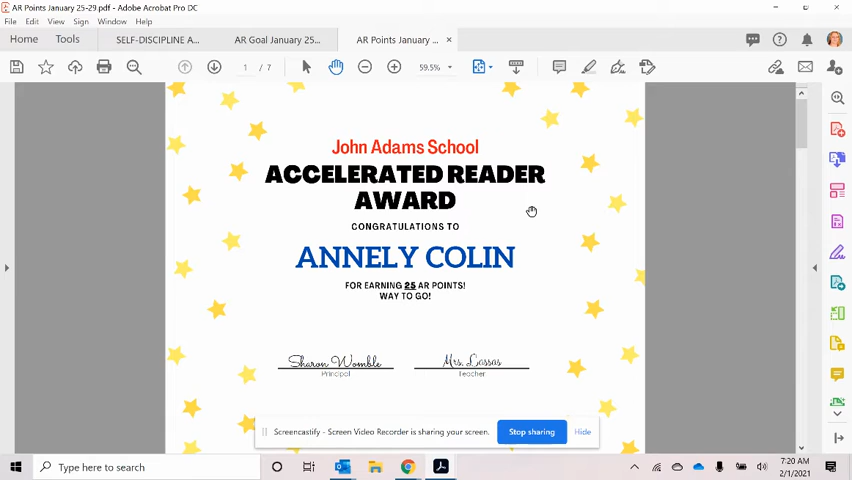 AR Points January 25-29.pdf - Adobe Acrobat Pro DC
File Edit View Sign Window Help
Home Tools SELF-DISCIPLINE A... AR Goal January 25... AR Points January ... ×
1 / 7 59.5%
John Adams School
ACCELERATED READER
AWARD
CONGRATULATIONS TO
ANNELY COLIN
FOR EARNING 25 AR POINTS!
WAY TO GO!
Sharon Womble Mrs. Lassas
Principal Teacher
Screencastify - Screen Video Recorder is sharing your screen. Stop sharing Hide
Type here to search
7:20 AM
2/1/2021